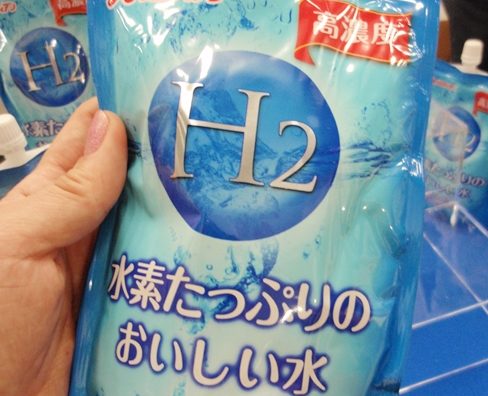 高濃度
H2
水素たっぷりの
おいしい水